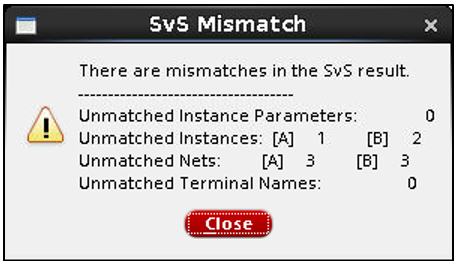 SvS Mismatch
There are mismatches in the SvS result.
-----------------------------------
Unmatched Instance Parameters: 0
Unmatched Instances: [A] 1 [B] 2
Unmatched Nets: [A] 3 [B] 3
Unmatched Terminal Names: 0
Close